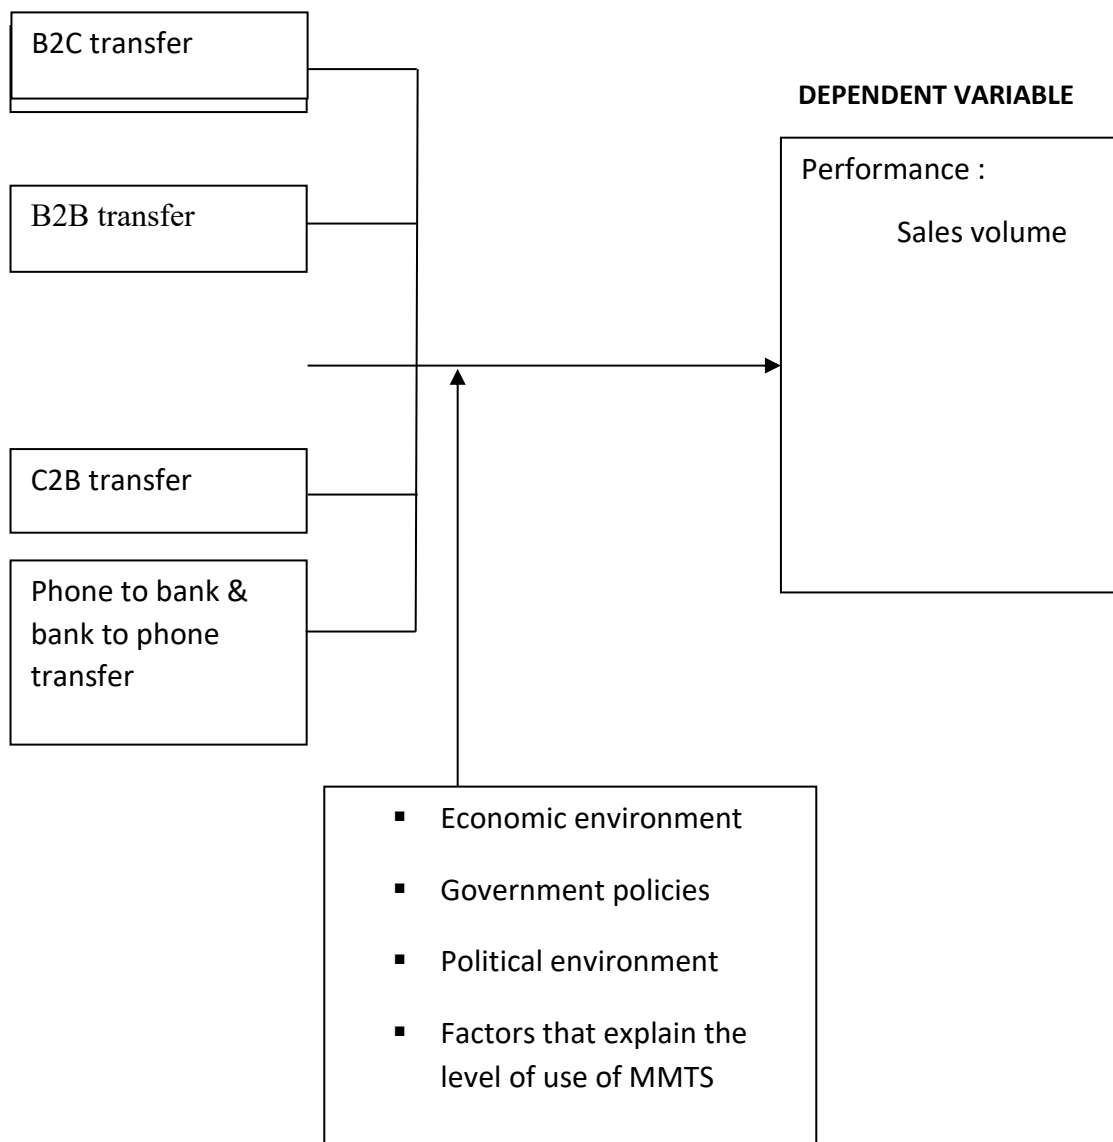 B2C transfer
DEPENDENT VARIABLE
Performance :
Sales volume
B2B transfer
C2B transfer
Phone to bank &
bank to phone
transfer
▪ Economic environment
▪ Government policies
▪ Political environment
▪ Factors that explain the
level of use of MMTS